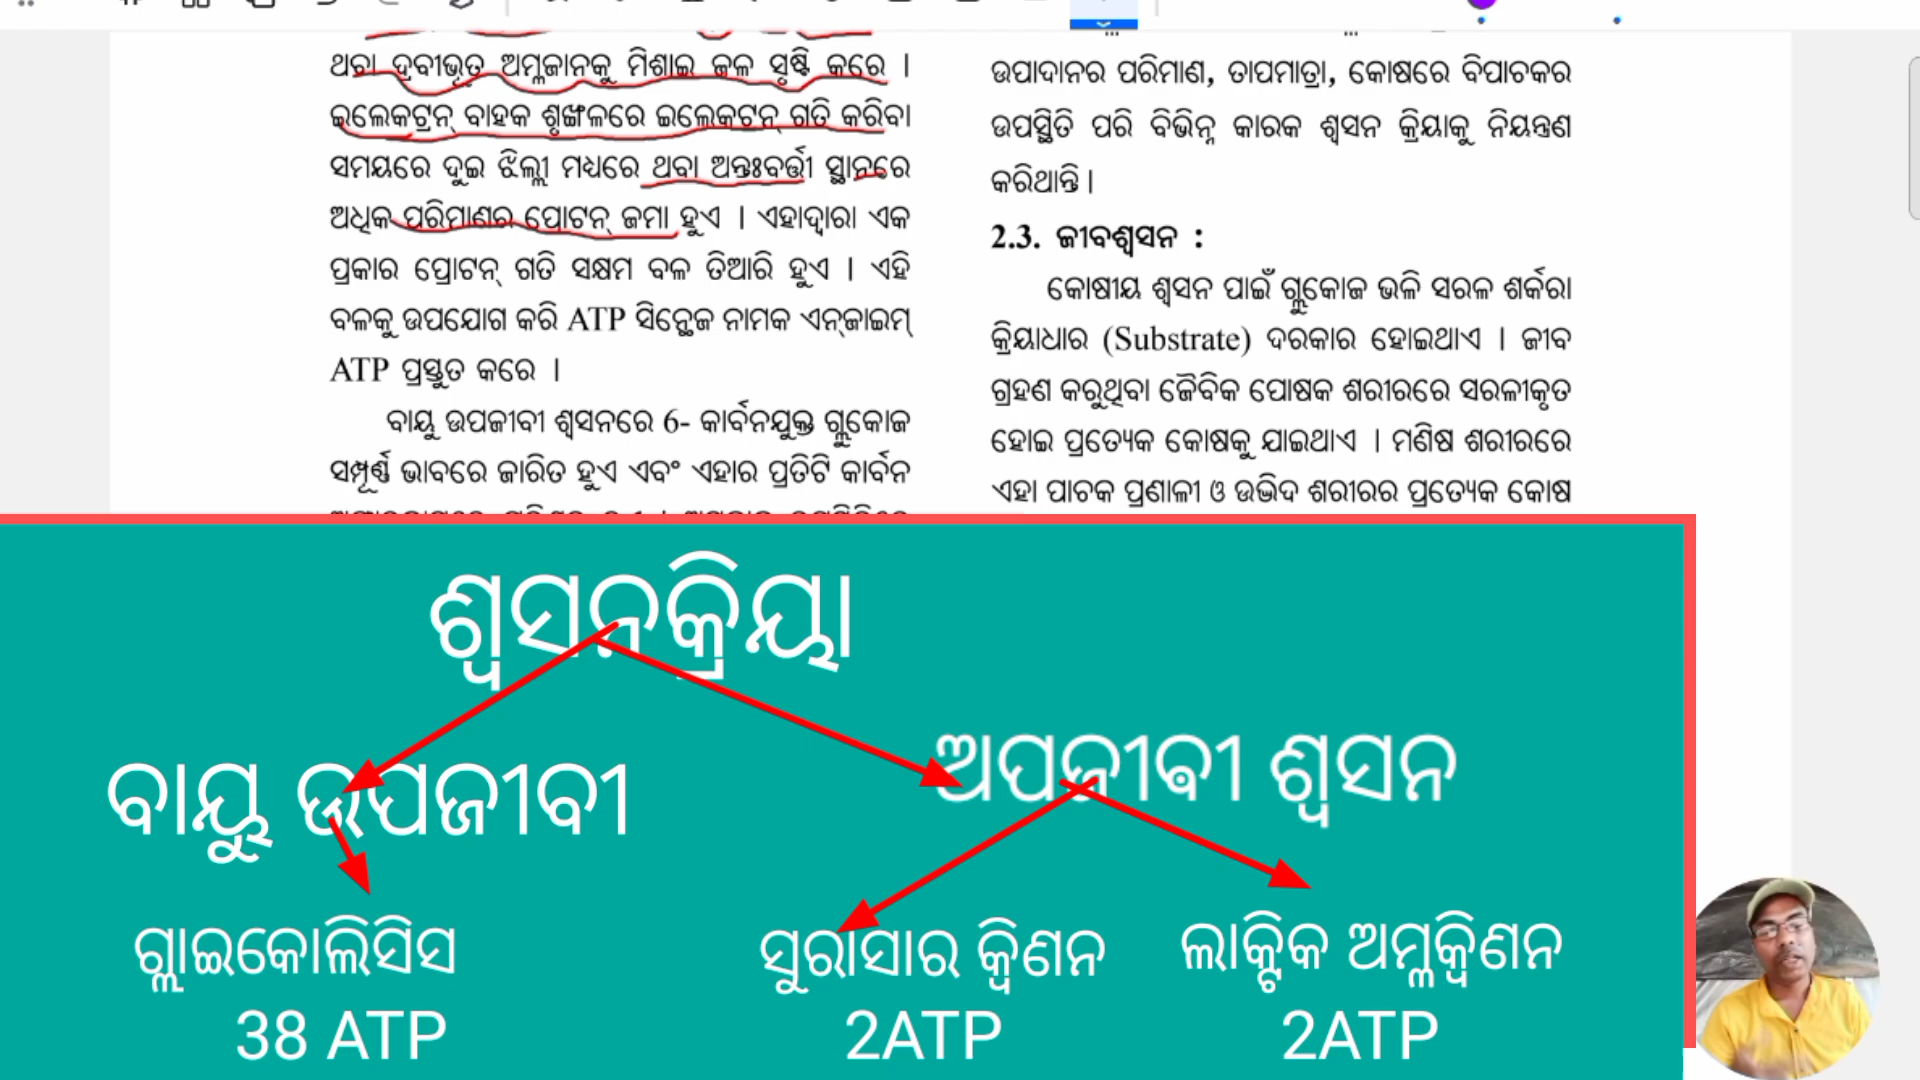 ଥିବା ଦ୍ରବୀଭୂତ ଅମ୍ଳଜାନକୁ ମିଶାଇ ଜଳ ସୃଷ୍ଟି କରେ ।
ଇଲେକଟ୍ରନ୍ ବାହକ ଶୃଙ୍ଖଳରେ ଇଲେକଟନ୍ ଗତି କରିବା
ସମୟରେ ଦୁଇ ଝିଲ୍ଲୀ ମଧ୍ୟରେ ଥିବା ଅନ୍ତଃବର୍ତ୍ତୀ ସ୍ଥାନରେ
ଅଧିକ ପରିମାଣର ପ୍ରୋଟନ୍ ଜମା ହୁଏ । ଏହାଦ୍ୱାରା ଏକ
ପ୍ରକାର ପ୍ରୋଟନ୍ ଗତି ସକ୍ଷମ ବଳ ତିଆରି ହୁଏ । ଏହି
ବଳକୁ ଉପଯୋଗ କରି ATP ସିନ୍ଥେଜ ନାମକ ଏନ୍‌ଜାଇମ୍
ATP ପ୍ରସ୍ତୁତ କରେ ।
ବାୟୁ ଉପଜୀବୀ ଶ୍ୱସନରେ 6- କାର୍ବନଯୁକ୍ତ ଗ୍ଲୁକୋଜ
ସମ୍ପୂର୍ଣ୍ଣ ଭାବରେ ଜାରିତ ହୁଏ ଏବଂ ଏହାର ପ୍ରତିଟି କାର୍ବନ
ଉପାଦାନର ପରିମାଣ, ତାପମାତ୍ରା, କୋଷରେ ବିପାଚକର
ଉପସ୍ଥିତି ପରି ବିଭିନ୍ନ କାରକ ଶ୍ୱସନ କ୍ରିୟାକୁ ନିୟନ୍ତ୍ରଣ
କରିଥାନ୍ତି ।
2.3. ଜୀବଶ୍ୱସନ :
କୋଷୀୟ ଶ୍ୱସନ ପାଇଁ ଗ୍ଲୁକୋଜ ଭଳି ସରଳ ଶର୍କରା
କ୍ରିୟାଧାର (Substrate) ଦରକାର ହୋଇଥାଏ । ଜୀବ
ଗ୍ରହଣ କରୁଥିବା ଜୈବିକ ପୋଷକ ଶରୀରରେ ସରଳୀକୃତ
ହୋଇ ପ୍ରତ୍ୟେକ କୋଷକୁ ଯାଇଥାଏ । ମଣିଷ ଶରୀରରେ
ଏହା ପାଚକ ପ୍ରଣାଳୀ ଓ ଉଦ୍ଭିଦ ଶରୀରର ପ୍ରତ୍ୟେକ କୋଷ
ଶ୍ୱସନକ୍ରିୟା
ବାୟୁ ଉପଜୀବୀ
ଅପଜୀଵୀ ଶ୍ୱସନ
ଗ୍ଲାଇକୋଲିସିସ
38 ATP
ସୁରାସାର କ୍ୱିଣନ
2ATP
ଲାକ୍ଟିକ ଅମ୍ଳକ୍ୱିଣନ
2ATP